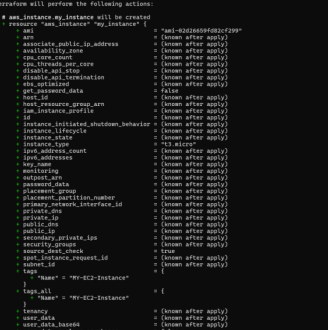 erraform will perform the following actions:
# aws_instance.my_instance will be created
+ resource "aws_instance" "my_instance" {
+ ami = "ami-02d26659fd82cf299"
+ arn = (known after apply)
+ associate_public_ip_address = (known after apply)
+ availability_zone = (known after apply)
+ cpu_core_count = (known after apply)
+ cpu_threads_per_core = (known after apply)
+ disable_api_stop = (known after apply)
+ disable_api_termination = (known after apply)
+ ebs_optimized = (known after apply)
+ get_password_data = false
+ host_id = (known after apply)
+ host_resource_group_arn = (known after apply)
+ iam_instance_profile = (known after apply)
+ id = (known after apply)
+ instance_initiated_shutdown_behavior = (known after apply)
+ instance_lifecycle = (known after apply)
+ instance_state = (known after apply)
+ instance_type = "t3.micro"
+ ipv6_address_count = (known after apply)
+ ipv6_addresses = (known after apply)
+ key_name = (known after apply)
+ monitoring = (known after apply)
+ outpost_arn = (known after apply)
+ password_data = (known after apply)
+ placement_group = (known after apply)
+ placement_partition_number = (known after apply)
+ primary_network_interface_id = (known after apply)
+ private_dns = (known after apply)
+ private_ip = (known after apply)
+ public_dns = (known after apply)
+ public_ip = (known after apply)
+ secondary_private_ips = (known after apply)
+ security_groups = (known after apply)
+ source_dest_check = true
+ spot_instance_request_id = (known after apply)
+ subnet_id = (known after apply)
+ tags = {
+ "Name" = "MY-EC2-Instance"
}
+ tags_all = {
+ "Name" = "MY-EC2-Instance"
}
+ tenancy = (known after apply)
+ user_data = (known after apply)
+ user_data_base64 = (known after apply)